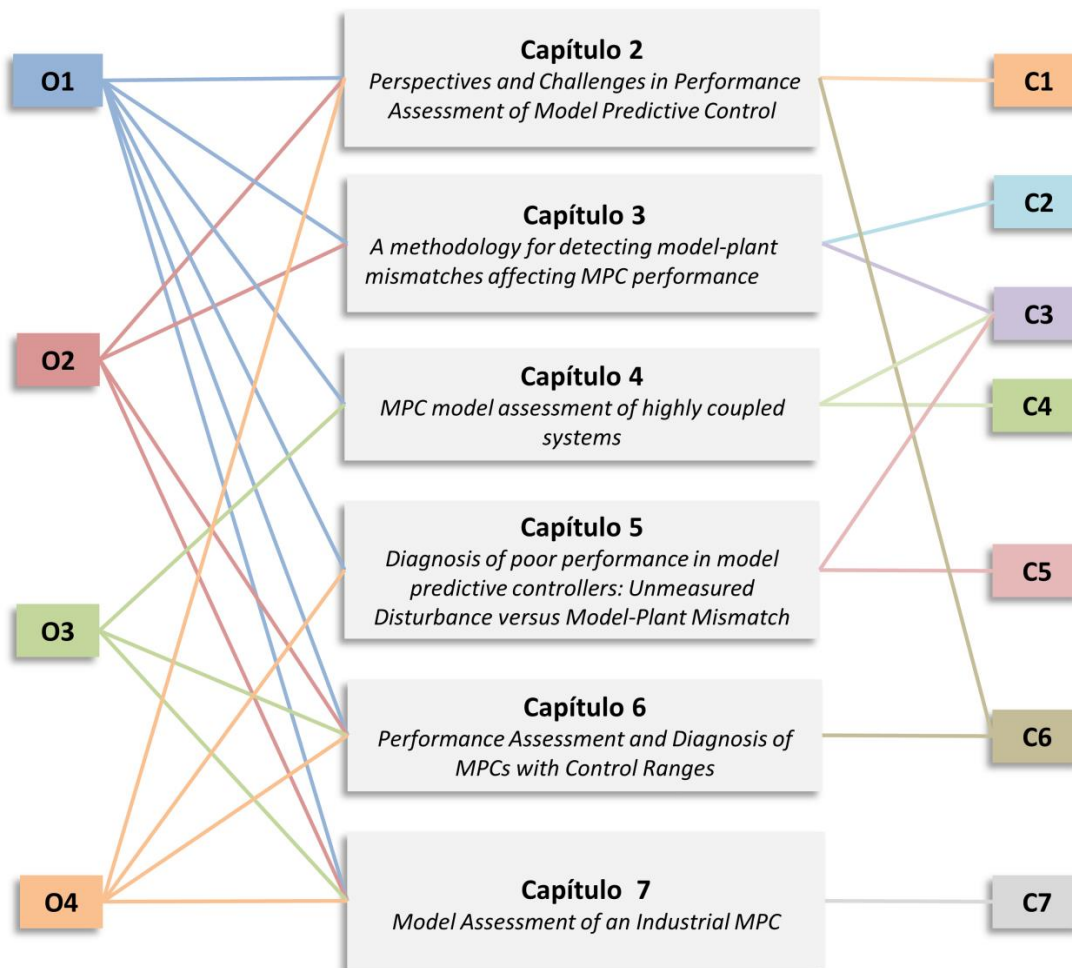 O1
O2
O3
O4
Capítulo 2
Perspectives and Challenges in Performance
Assessment of Model Predictive Control
Capítulo 3
A methodology for detecting model-plant
mismatches affecting MPC performance
Capítulo 4
MPC model assessment of highly coupled
systems
Capítulo 5
Diagnosis of poor performance in model
predictive controllers: Unmeasured
Disturbance versus Model-Plant Mismatch
Capítulo 6
Performance Assessment and Diagnosis of
MPCs with Control Ranges
Capítulo 7
Model Assessment of an Industrial MPC
C1
C2
C3
C4
C5
C6
C7